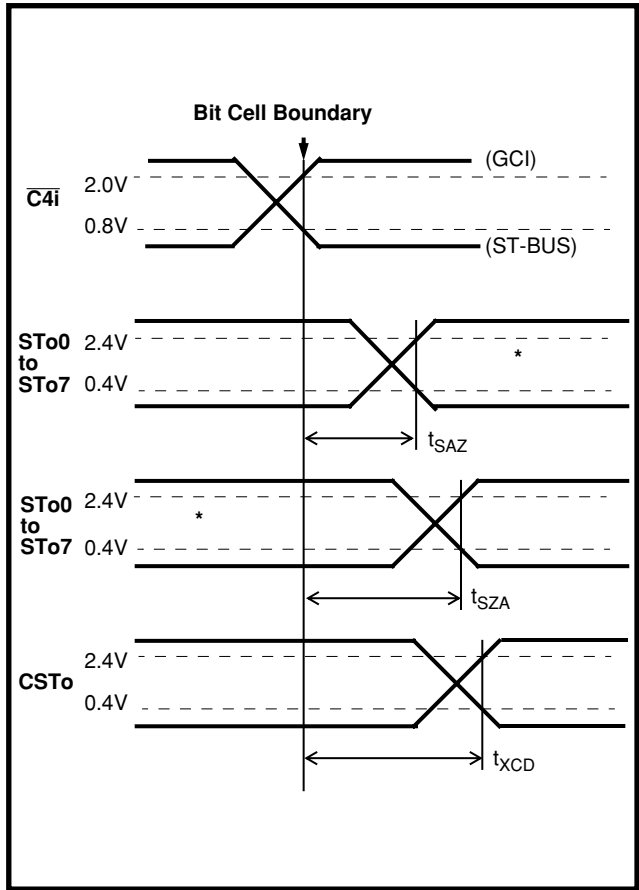 Bit Cell Boundary
(GCI)
C4i
2.0V
0.8V
(ST-BUS)
STo0
to
STo7
2.4V
0.4V
*
tSAZ
STo0
to
STo7
2.4V
0.4V
*
tSZA
CSTo
2.4V
0.4V
tXCD